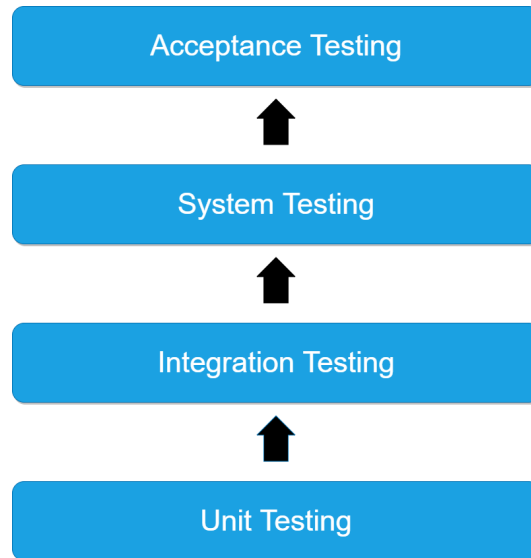 Acceptance Testing
System Testing
Integration Testing
Unit Testing